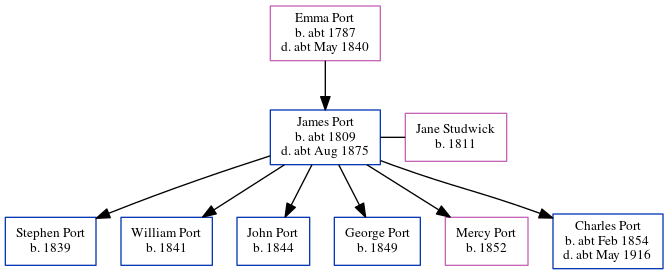 Emma Port
b. abt 1787
d. abt May 1840
James Port
b. abt 1809
d. abt Aug 1875
Jane Studwick
b. 1811
Stephen Port
b. 1839
William Port
b. 1841
John Port
b. 1844
George Port
b. 1849
Mercy Port
b. 1852
Charles Port
b. abt Feb 1854
d. abt May 1916